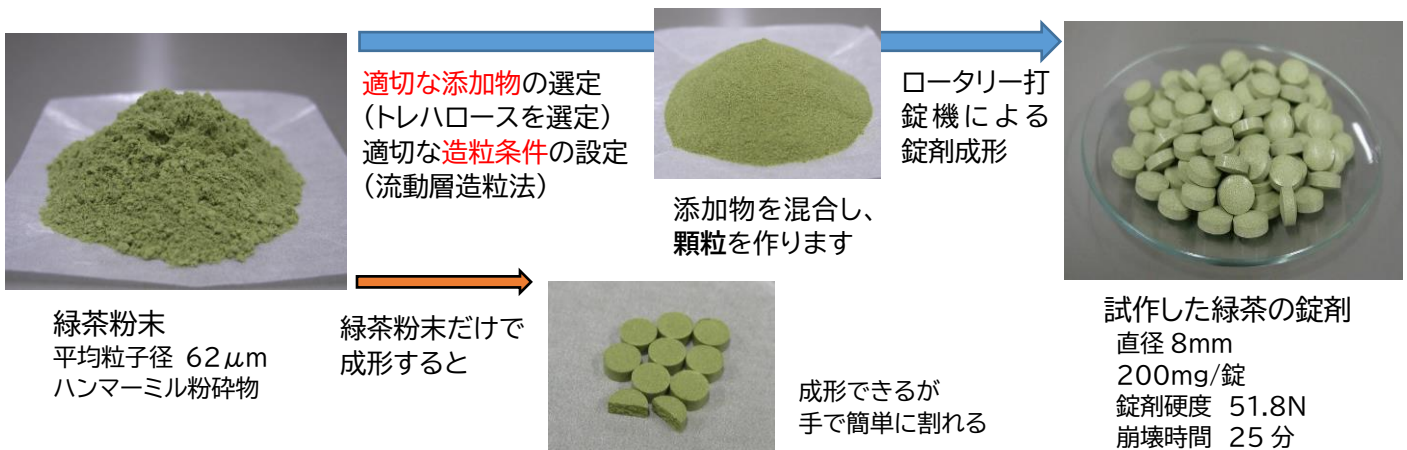 適切な添加物の選定
(トレハロースを選定)
適切な造粒条件の設定
(流動層造粒法)
ロータリー打
錠機による
錠剤成形
添加物を混合し、
顆粒を作ります
緑茶粉末
平均粒子径 62μm
ハンマーミル粉砕物
緑茶粉末だけで
成形すると
成形できるが
手で簡単に割れる
試作した緑茶の錠剤
直径 8mm
200mg/錠
錠剤硬度 51.8N
崩壊時間 25 分